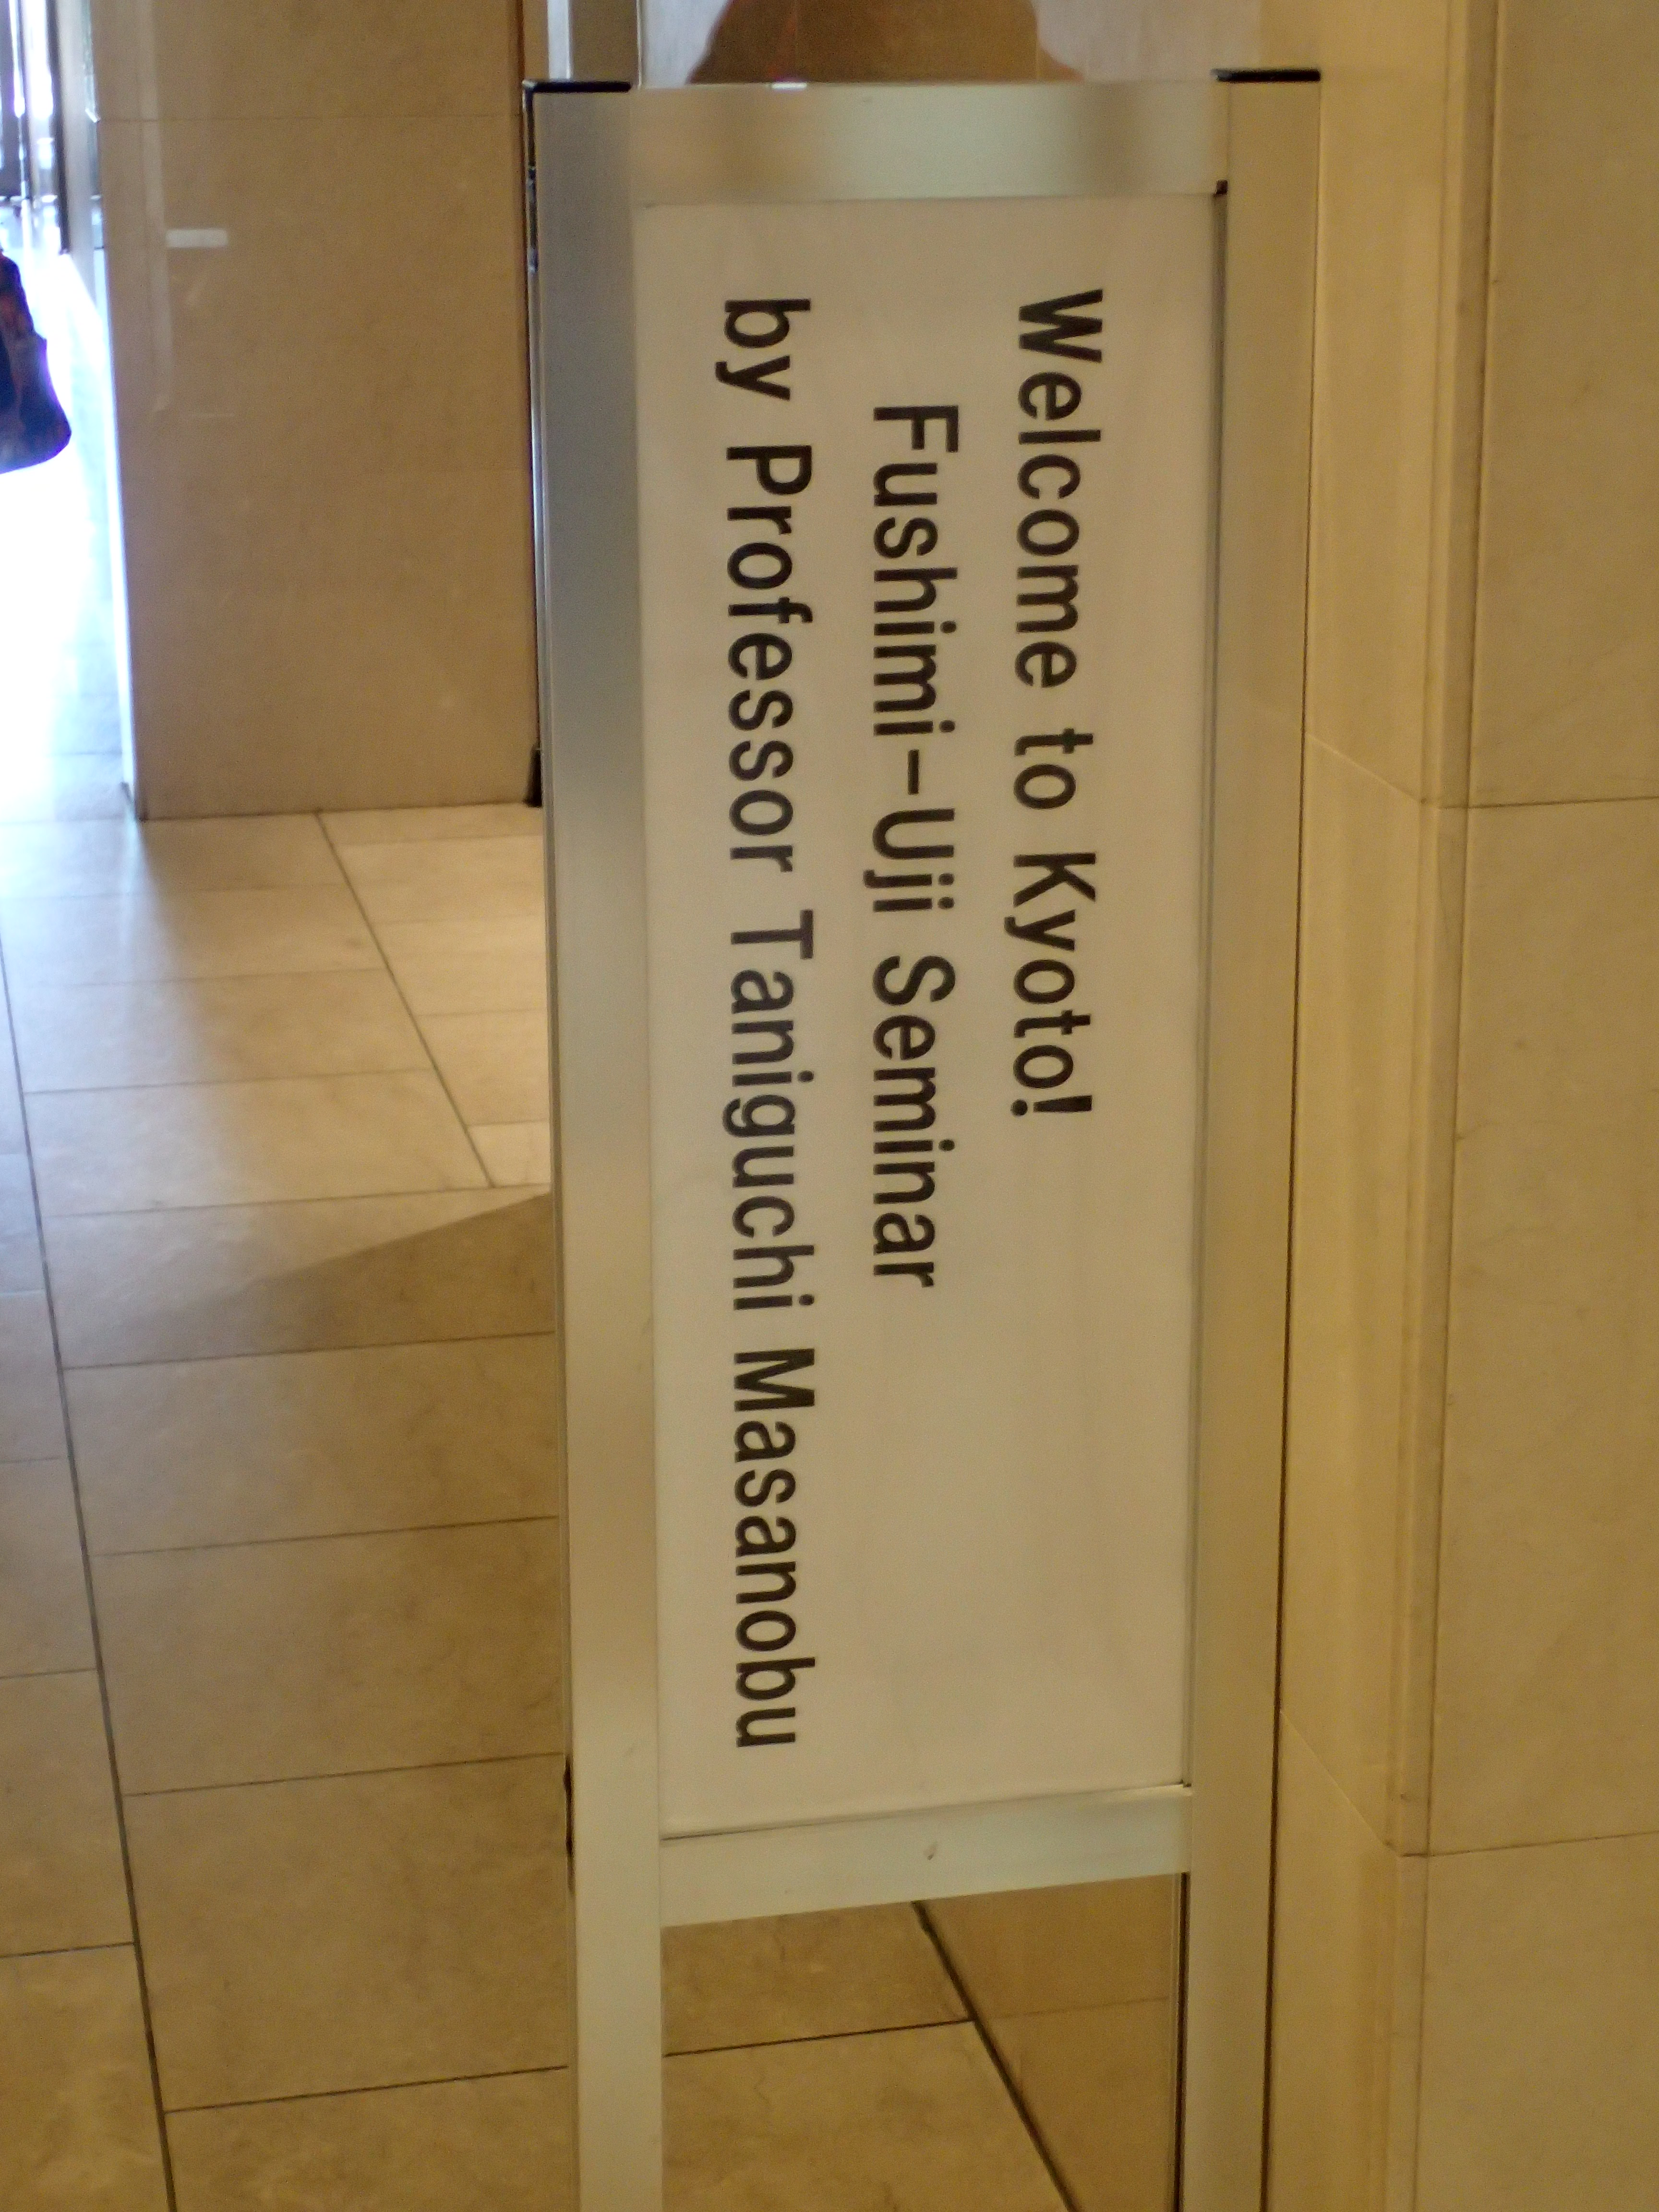 Welcome to Kyoto!
Fushimi-Uji Seminar
by Professor Taniguchi Masanobu